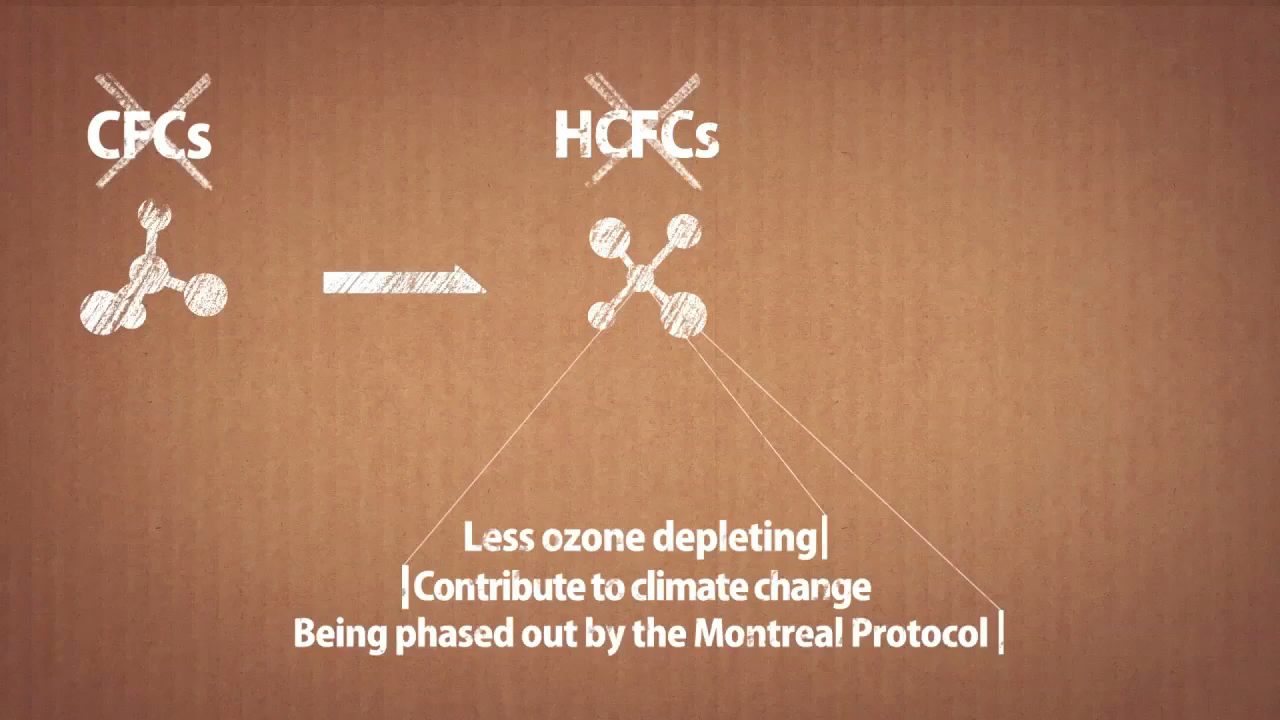 CFCs
HCFCs
Less ozone depleting
Contribute to climate change
Being phased out by the Montreal Protocol